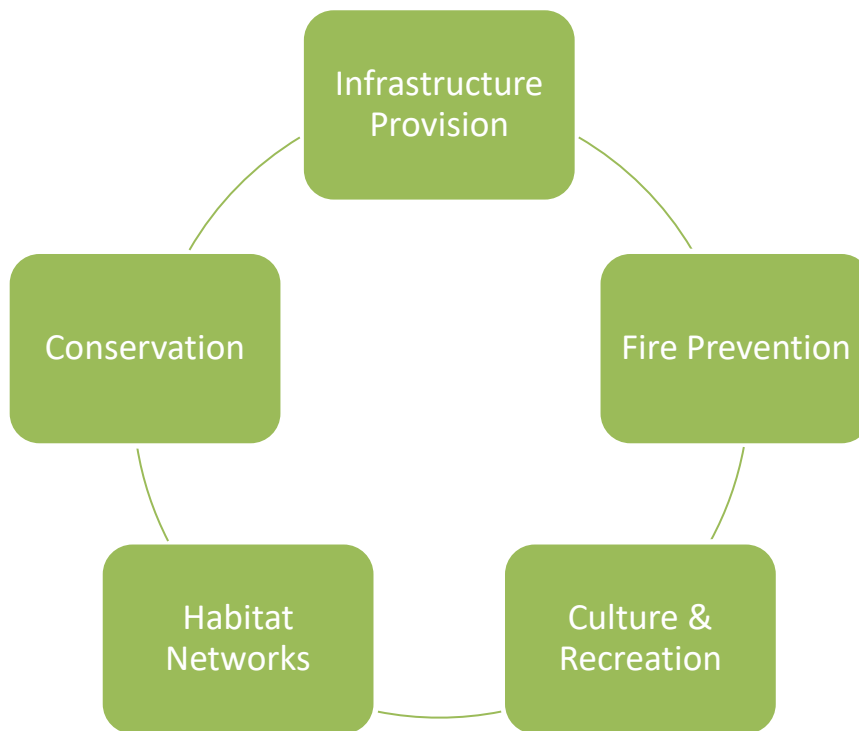 Infrastructure
Provision
Conservation
Fire Prevention
Habitat
Networks
Culture &
Recreation